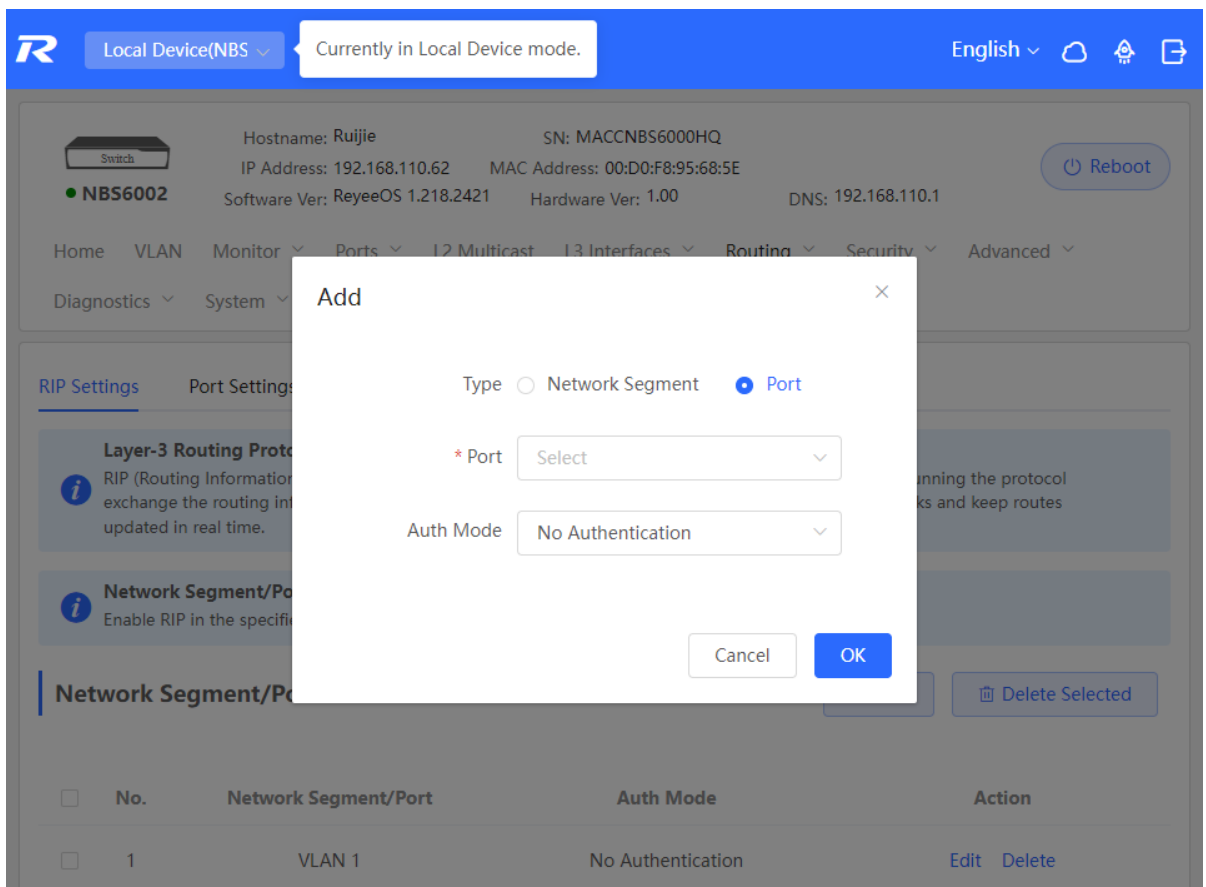 Local Device(NBS
Currently in Local Device mode.
English
Switch
NBS6002
Hostname: Ruijie
SN: MACCNBS6000HQ
IP Address: 192.168.110.62
MAC Address: 00:D0:F8:95:68:5E
Software Ver: ReyeeOS 1.218.2421
Hardware Ver: 1.00
DNS: 192.168.110.1
Reboot
Home VLAN Monitor Ports L2 Multicast L3 Interfaces Routing Security Advanced
Diagnostics System
Add
Type Network Segment Port
* Port Select
Auth Mode No Authentication
Cancel OK
RIP Settings Port Settings
Layer-3 Routing Proto
RIP (Routing Information
unning the protocol
exchange the routing in
ks and keep routes
updated in real time.
Network Segment/Po
Enable RIP in the specifi
Network Segment/Po
Delete Selected
No. Network Segment/Port Auth Mode Action
1 VLAN 1 No Authentication Edit Delete